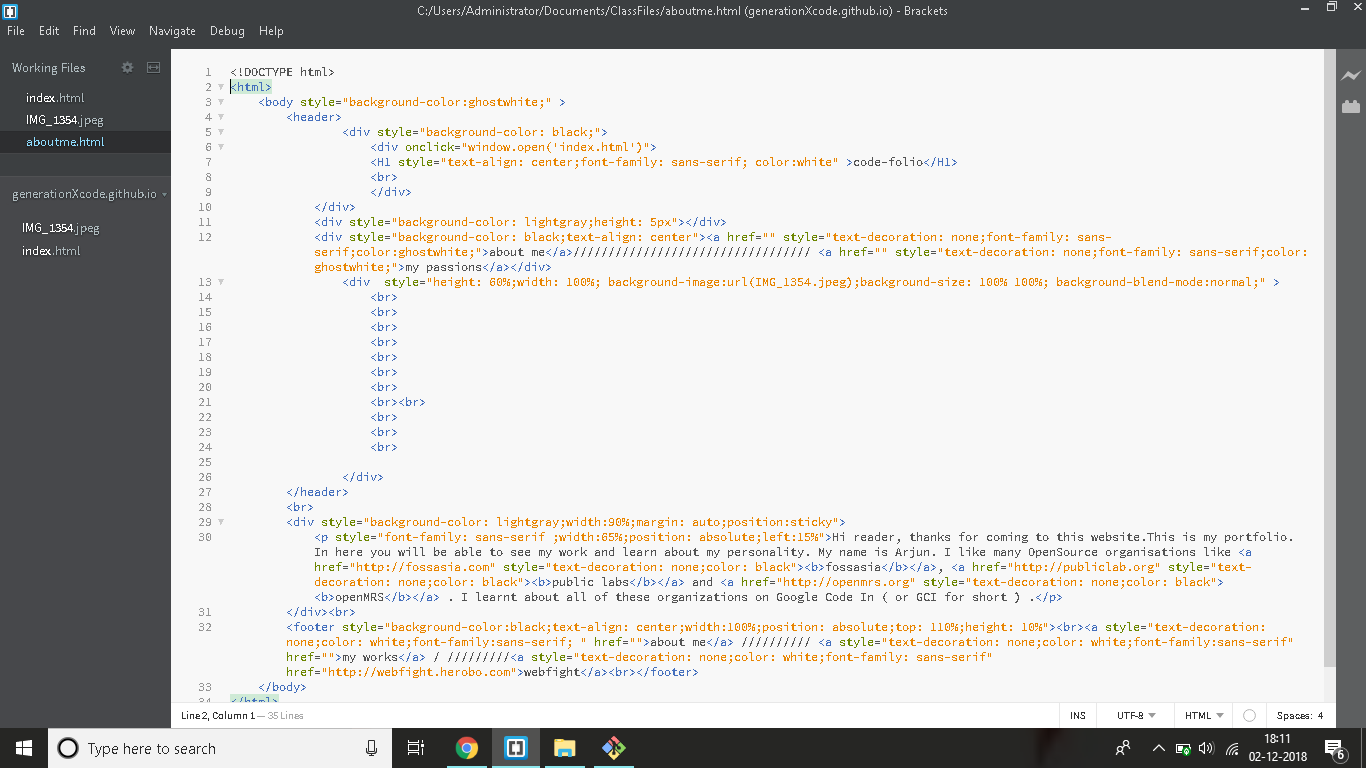 C:/Users/Administrator/Documents/ClassFiles/aboutme.html (generationXcode.github.io) - Brackets
File Edit Find View Navigate Debug Help
Working Files
index.html
IMG_1354.jpeg
aboutme.html
generationXcode.github.io
IMG_1354.jpeg
index.html
1 <!DOCTYPE html>
2 <html>
3 <body style="background-color:ghostwhite;" >
4 <header>
5 <div style="background-color: black;">
6 <div onclick="window.open('index.html')">
7 <H1 style="text-align: center;font-family: sans-serif; color:white" >code-folio</H1>
8 <br>
9 </div>
10 </div>
11 <div style="background-color: lightgray;height: 5px"></div>
12 <div style="background-color: black;text-align: center"><a href="" style="text-decoration: none;font-family: sans-
serif;color:ghostwhite;">about me</a>////////////////////////////////// <a href="" style="text-decoration: none;font-family: sans-serif;color:
ghostwhite;">my passions</a></div>
13 <div  style="height: 60%;width: 100%; background-image:url(IMG_1354.jpeg);background-size: 100% 100%; background-blend-mode:normal;" >
14 <br>
15 <br>
16 <br>
17 <br>
18 <br>
19 <br>
20 <br>
21 <br><br>
22 <br>
23 <br>
24 <br>
25
26 </div>
27 </header>
28 <br>
29 <div style="background-color: lightgray;width:90%;margin: auto;position:sticky">
30 <p style="font-family: sans-serif ;width:65%;position: absolute;left:15%">Hi reader, thanks for coming to this website.This is my portfolio.
In here you will be able to see my work and learn about my personality. My name is Arjun. I like many OpenSource organisations like <a
href="http://fossasia.com" style="text-decoration: none;color: black"><b>fossasia</b></a>, <a href="http://publiclab.org" style="text-
decoration: none;color: black"><b>public labs</b></a> and <a href="http://openmrs.org" style="text-decoration: none;color: black">
<b>openMRS</b></a> . I learnt about all of these organizations on Google Code In ( or GCI for short ) .</p>
31 </div><br>
32 <footer style="background-color:black;text-align: center;width:100%;position: absolute;top: 110%;height: 10%"><br><a style="text-decoration:
none;color: white;font-family:sans-serif; " href="">about me</a> ////////// <a style="text-decoration: none;color: white;font-family:sans-serif"
href="">my works</a> / /////////<a style="text-decoration: none;color: white;font-family: sans-serif"
href="http://webfight.herobo.com">webfight</a><br></footer>
33 </body>
34 </html>
Line 2, Column 1 — 35 Lines
INS UTF-8 HTML Spaces: 4
Type here to search
18:11
02-12-2018
6